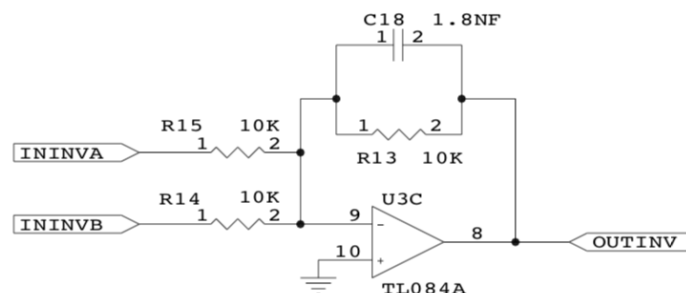 C18 1.8NF
1 2
1 2
R15 10K
R13 10K
ININVA
1 2
R14 10K
U3C
ININVB
1 2
9
-
8
OUTINV
10
+
TL084A